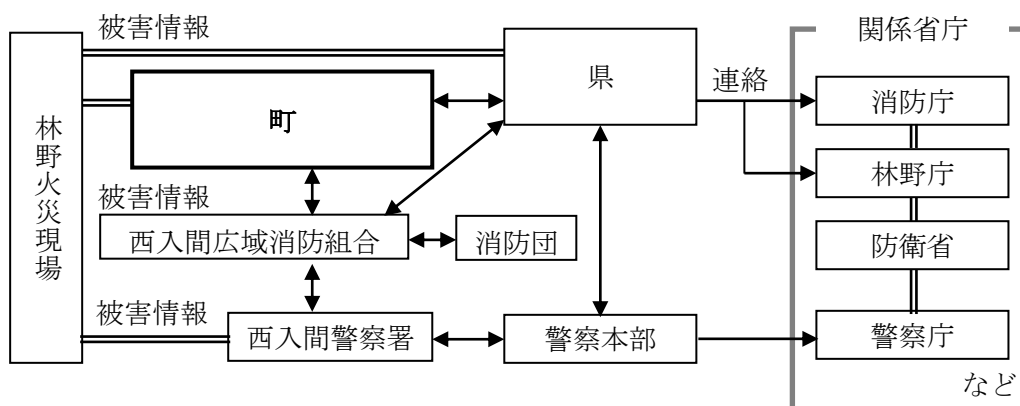 被害情報
関係省庁
県
連絡
消防庁
町
林野火災現場
林野庁
被害情報
西入間広域消防組合
消防団
防衛省
被害情報
西入間警察署
警察本部
警察庁
など